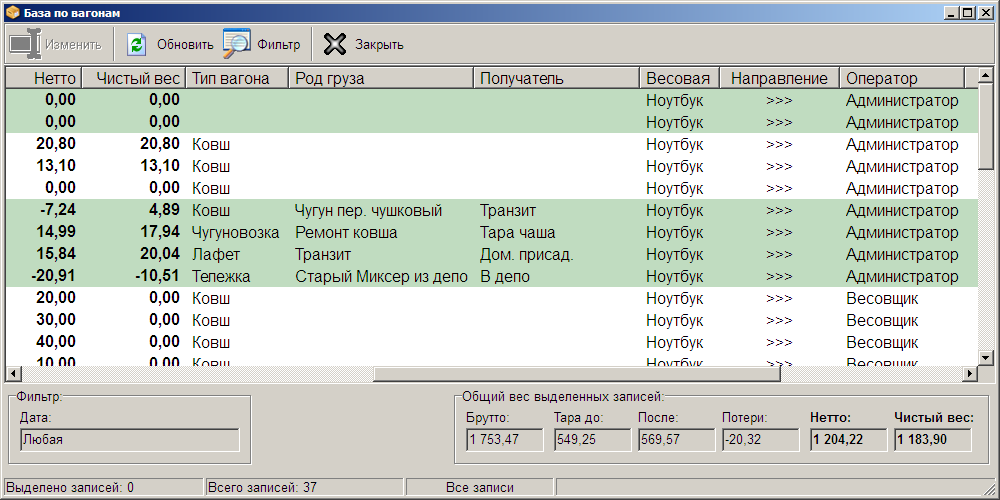 База по вагонам
Изменить Обновить Фильтр Закрыть
Нетто Чистый вес Тип вагона Род груза Получатель Весовая Направление Оператор
0,00 0,00 Ноутбук >>> Администратор
0,00 0,00 Ноутбук >>> Администратор
20,80 20,80 Ковш Ноутбук >>> Администратор
13,10 13,10 Ковш Ноутбук >>> Администратор
0,00 0,00 Ковш Ноутбук >>> Администратор
-7,24 4,89 Ковш Чугун пер. чушковый Транзит Ноутбук >>> Администратор
14,99 17,94 Чугуновозка Ремонт ковша Тара чаша Ноутбук >>> Администратор
15,84 20,04 Лафет Транзит Дом. присад. Ноутбук >>> Администратор
-20,91 -10,51 Тележка Старый Миксер из депо В депо Ноутбук >>> Администратор
20,00 0,00 Ковш Ноутбук >>> Весовщик
30,00 0,00 Ковш Ноутбук >>> Весовщик
40,00 0,00 Ковш Ноутбук >>> Весовщик
10,00 0,00 Ковш Ноутбук >>> Весовщик
Фильтр:
Дата:
Любая
Общий вес выделенных записей:
Брутто: Тара до: После: Потери: Нетто: Чистый вес:
1 753,47 549,25 569,57 -20,32 1 204,22 1 183,90
Выделено записей: 0 Всего записей: 37 Все записи